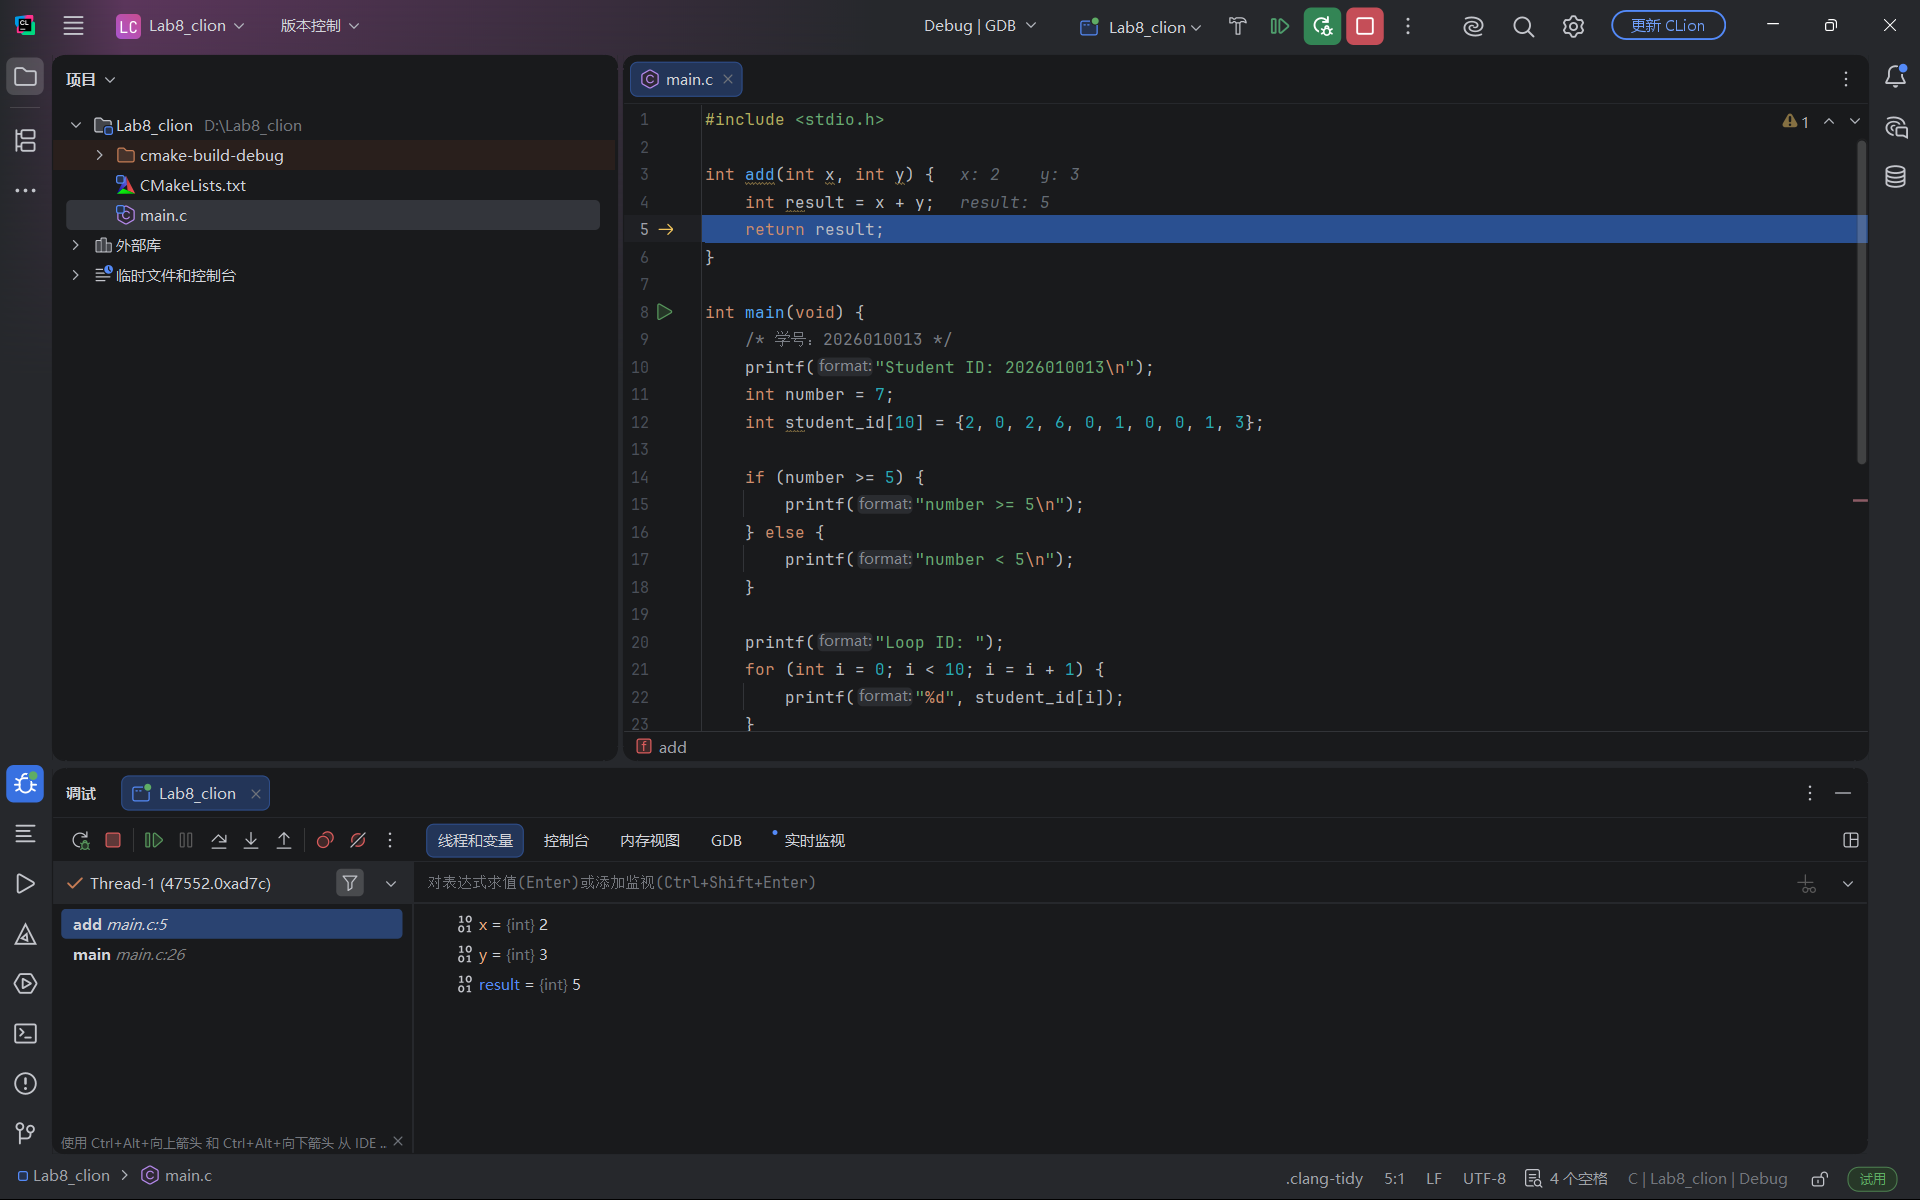 LC Lab8_clion 版本控制 Debug | GDB Lab8_clion 更新 CLion
项目
Lab8_clion D:\Lab8_clion
cmake-build-debug
CMakeLists.txt
main.c
外部库
临时文件和控制台
main.c
1 #include <stdio.h>
1
2
3 int add(int x, int y) { x: 2 y: 3
4 int result = x + y; result: 5
5 return result;
6 }
7
8 int main(void) {
9 /* 学号: 2026010013 */
10 printf(format: "Student ID: 2026010013\n");
11 int number = 7;
12 int student_id[10] = {2, 0, 2, 6, 0, 1, 0, 0, 1, 3};
13
14 if (number >= 5) {
15 printf(format: "number >= 5\n");
16 } else {
17 printf(format: "number < 5\n");
18 }
19
20 printf(format: "Loop ID: ");
21 for (int i = 0; i < 10; i = i + 1) {
22 printf(format: "%d", student_id[i]);
23 }
f add
调试 Lab8_clion
线程和变量 控制台 内存视图 GDB 实时监视
Thread-1 (47552.0xad7c)
对表达式求值(Enter)或添加监视(Ctrl+Shift+Enter)
add main.c:5
main main.c:26
x = {int} 2
y = {int} 3
result = {int} 5
使用 Ctrl+Alt+向上箭头 和 Ctrl+Alt+向下箭头 从 IDE ..
Lab8_clion main.c
.clang-tidy 5:1 LF UTF-8 4 个空格 C | Lab8_clion | Debug 试用